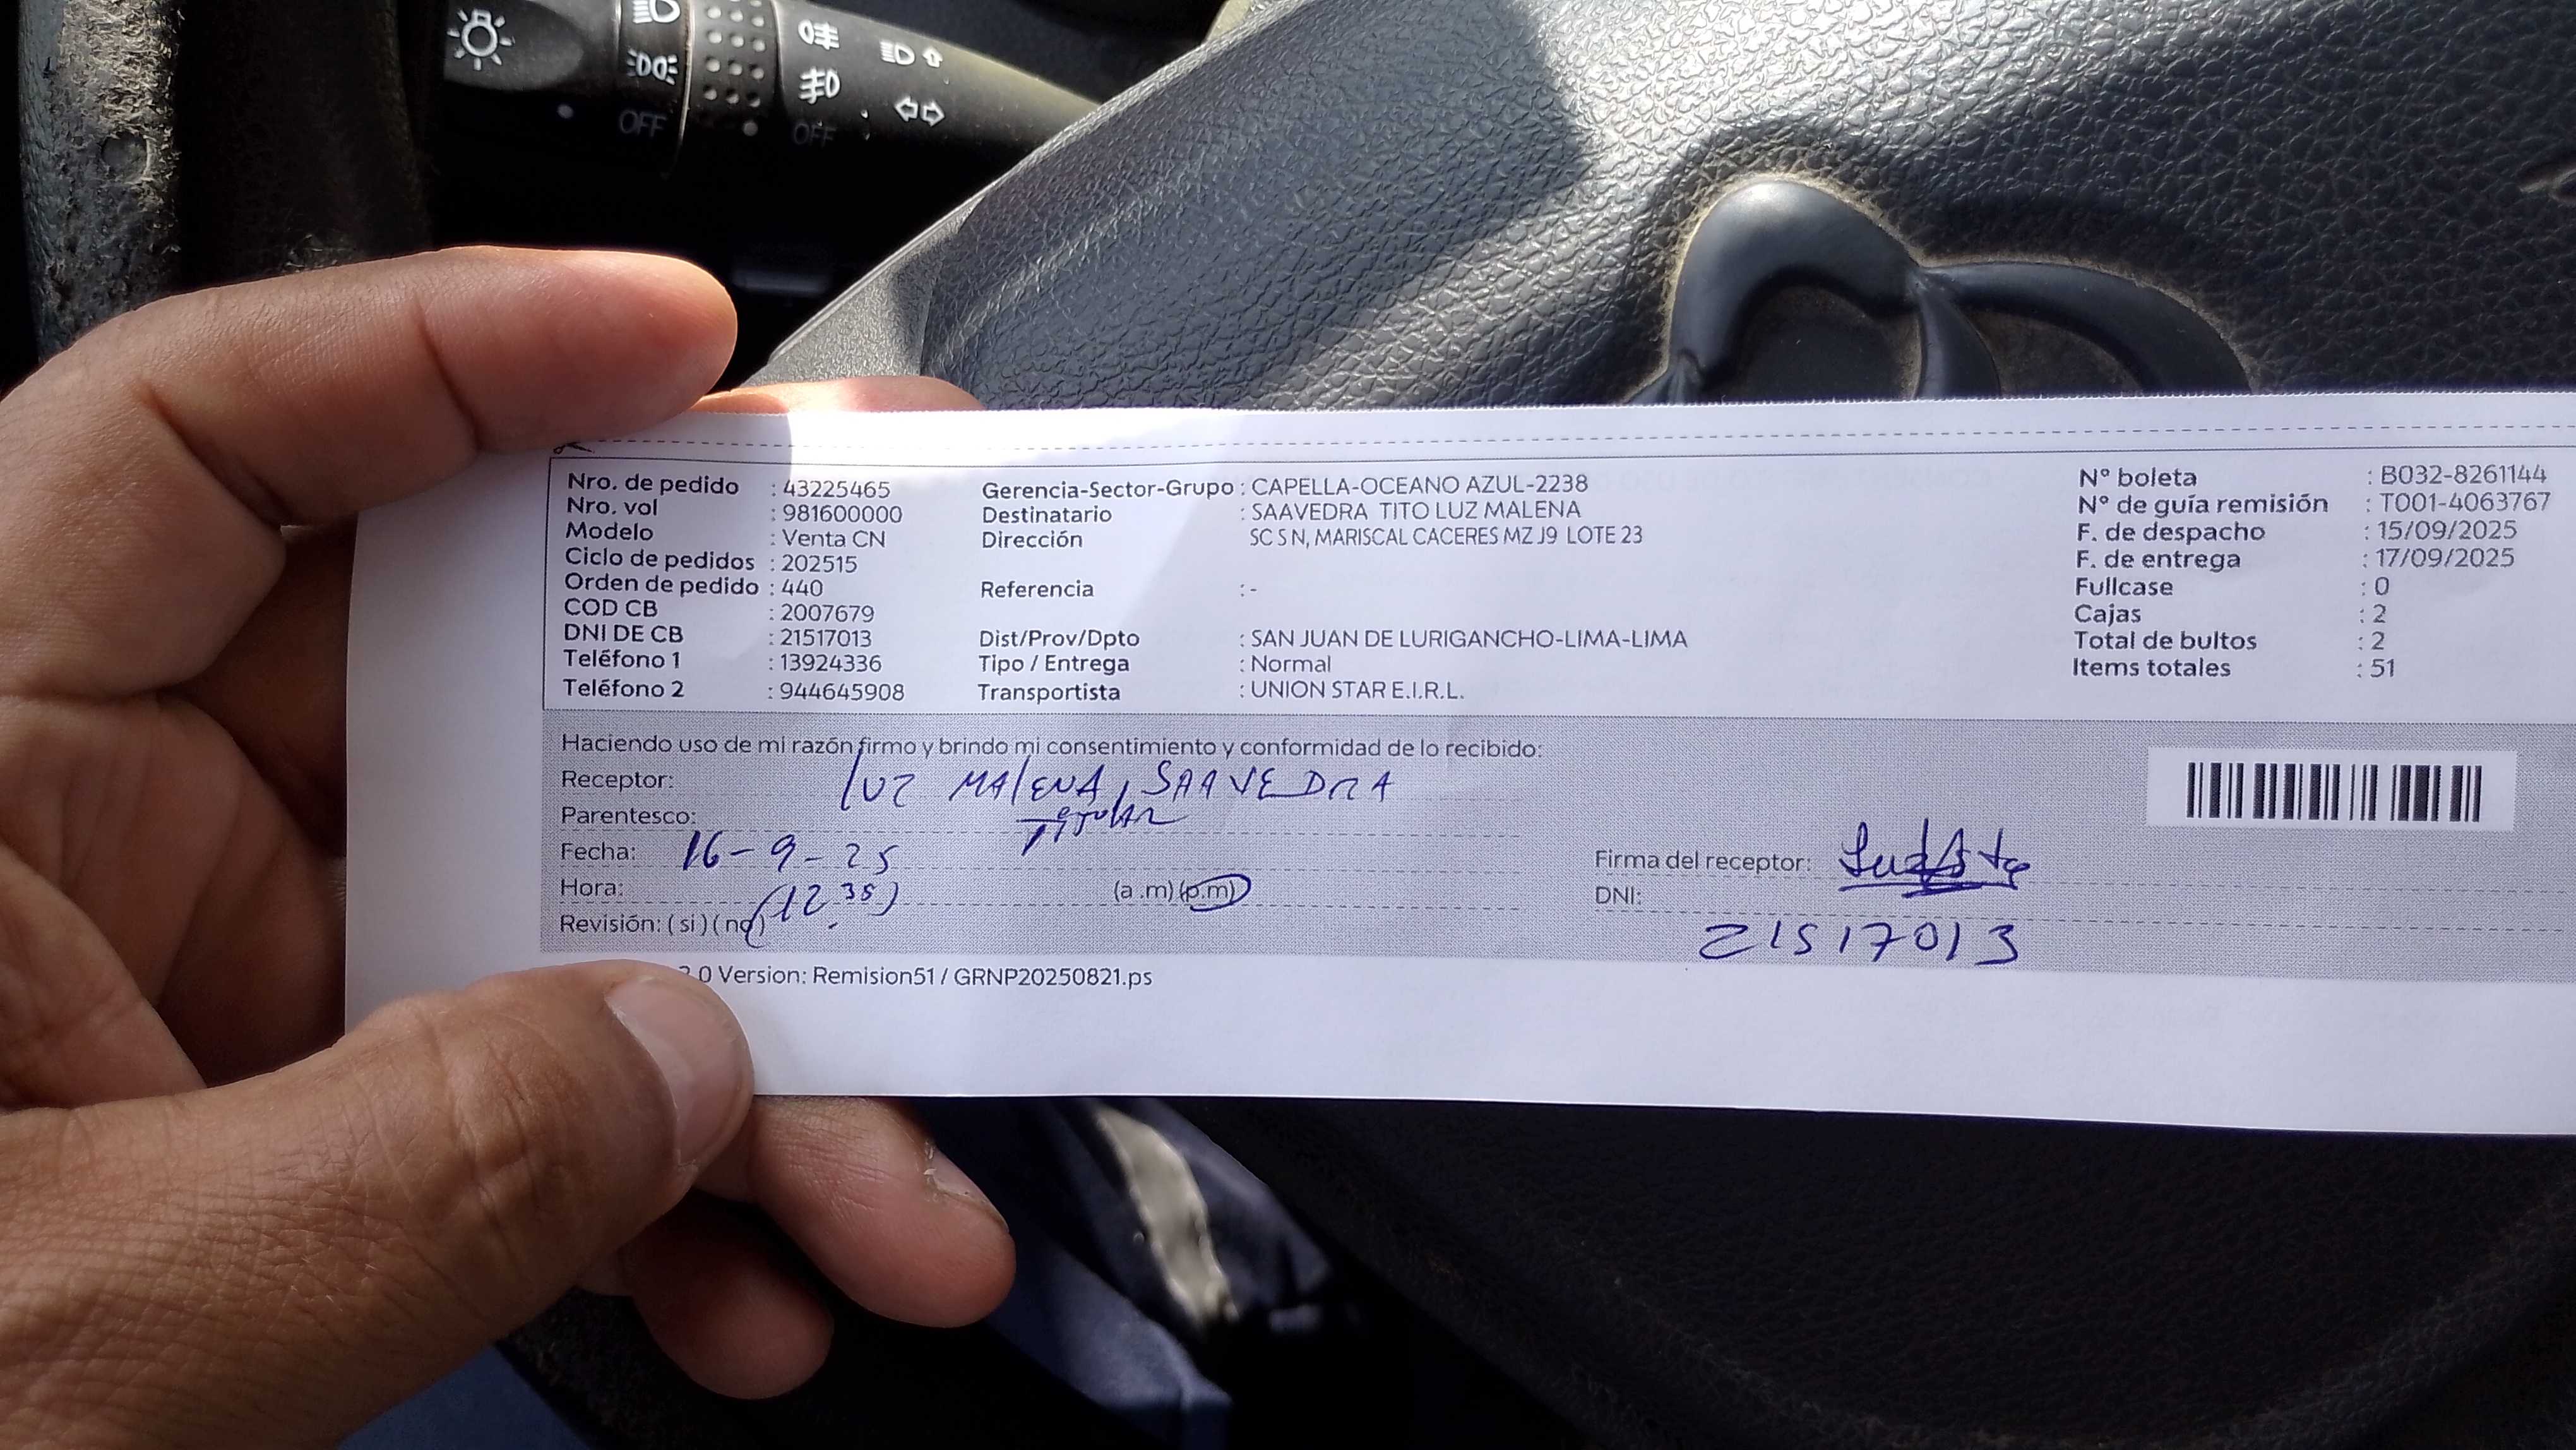 OFF
OFF
Nro. de pedido : 43225465
Nro. vol : 981600000
Modelo : Venta CN
Ciclo de pedidos : 202515
Orden de pedido : 440
COD CB : 2007679
DNI DE CB : 21517013
Teléfono 1 : 13924336
Teléfono 2 : 944645908
Gerencia-Sector-Grupo : CAPELLA-OCEANO AZUL-2238
Destinatario : SAAVEDRA TITO LUZ MALENA
Dirección SC S N, MARISCAL CACERES MZ J9 LOTE 23
Referencia : -
Dist/Prov/Dpto : SAN JUAN DE LURIGANCHO-LIMA-LIMA
Tipo / Entrega : Normal
Transportista : UNION STAR E.I.R.L.
N° boleta : B032-8261144
N° de guía remisión : T001-4063767
F. de despacho : 15/09/2025
F. de entrega : 17/09/2025
Fullcase : 0
Cajas : 2
Total de bultos : 2
Items totales : 51
Haciendo uso de mi razón firmo y brindo mi consentimiento y conformidad de lo recibido:
Receptor: LUZ MALENA SAAVEDRA
Parentesco: TITULAR
Fecha: 16-9-25
Hora: (12.35) (a .m) (p.m)
Revisión: ( si ) ( no )
Firma del receptor:
DNI: 21517013
.0 Version: Remision51 / GRNP20250821.ps